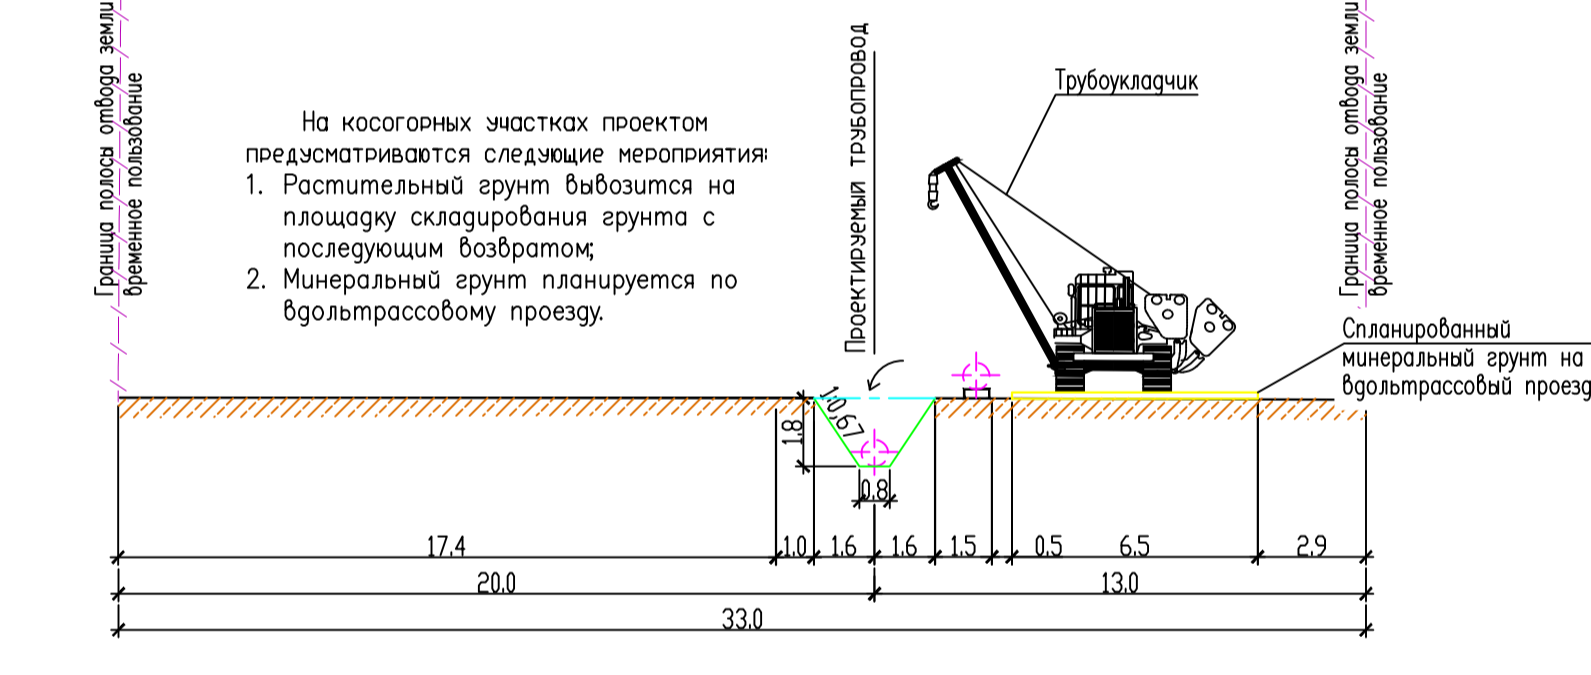 Граница полосы отвода земли
временное пользование
На косогорных участках проектом
предусматриваются следующие мероприятия:
1. Растительный грунт вывозится на
площадку складирования грунта с
последующим возвратом;
2. Минеральный грунт планируется по
вдольтрассовому проезду.
Проектируемый трубопровод
Трубоукладчик
Граница полосы отвода земли
временное пользование
Спланированный
минеральный грунт на
вдольтрассовый проезд
1:0,67
1.8
0.8
17.4
1.0
1.6
1.6
1.5
0.5
6.5
2.9
20.0
13.0
33.0